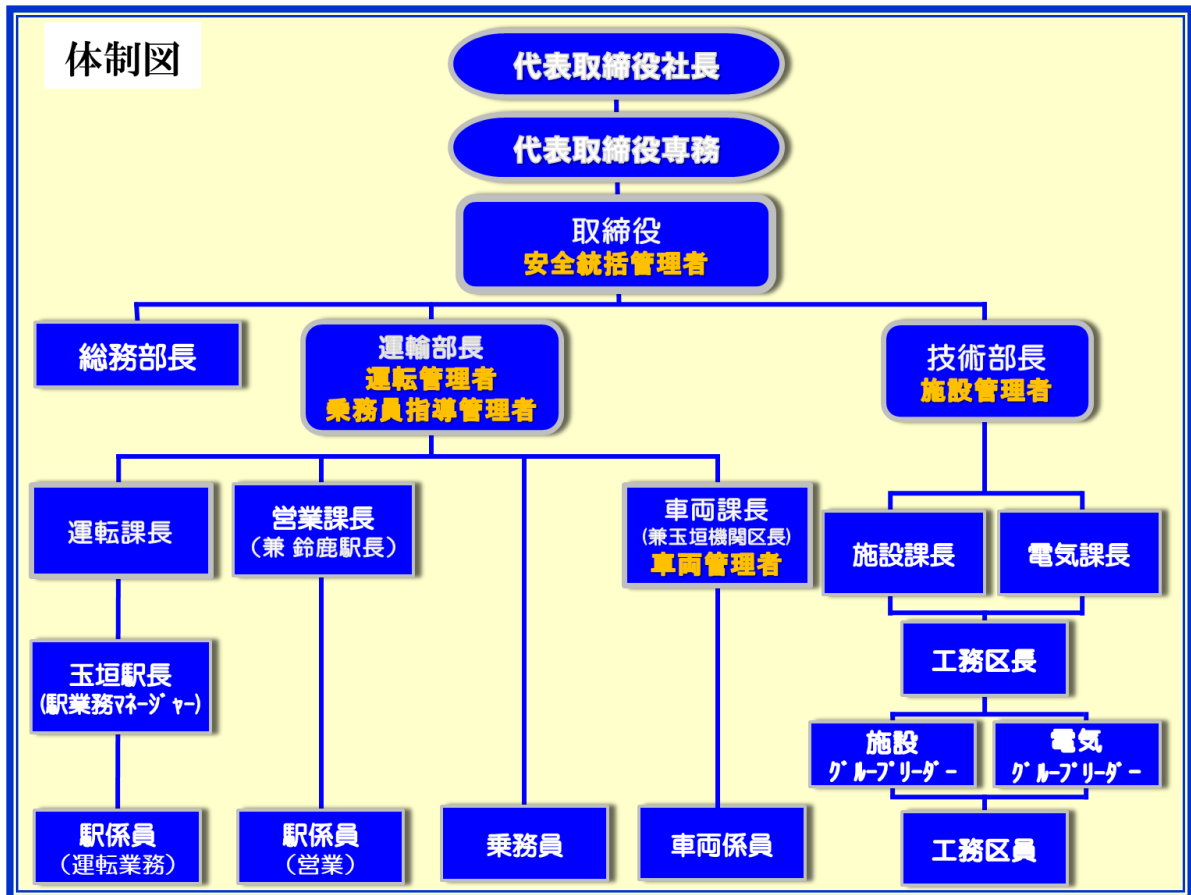 体制図
代表取締役社長
代表取締役専務
取締役
安全統括管理者
総務部長
運輸部長
運転管理者
乗務員指導管理者
技術部長
施設管理者
運転課長
営業課長
（兼 鈴鹿駅長）
車両課長
(兼玉垣機関区長)
車両管理者
施設課長
電気課長
玉垣駅長
(駅業務ﾏﾈｰｼﾞｬｰ)
工務区長
施設
ｸﾞﾙｰﾌﾟﾘｰﾀﾞｰ
電気
ｸﾞﾙｰﾌﾟﾘｰﾀﾞｰ
駅係員
（運転業務）
駅係員
（営業）
乗務員
車両係員
工務区員